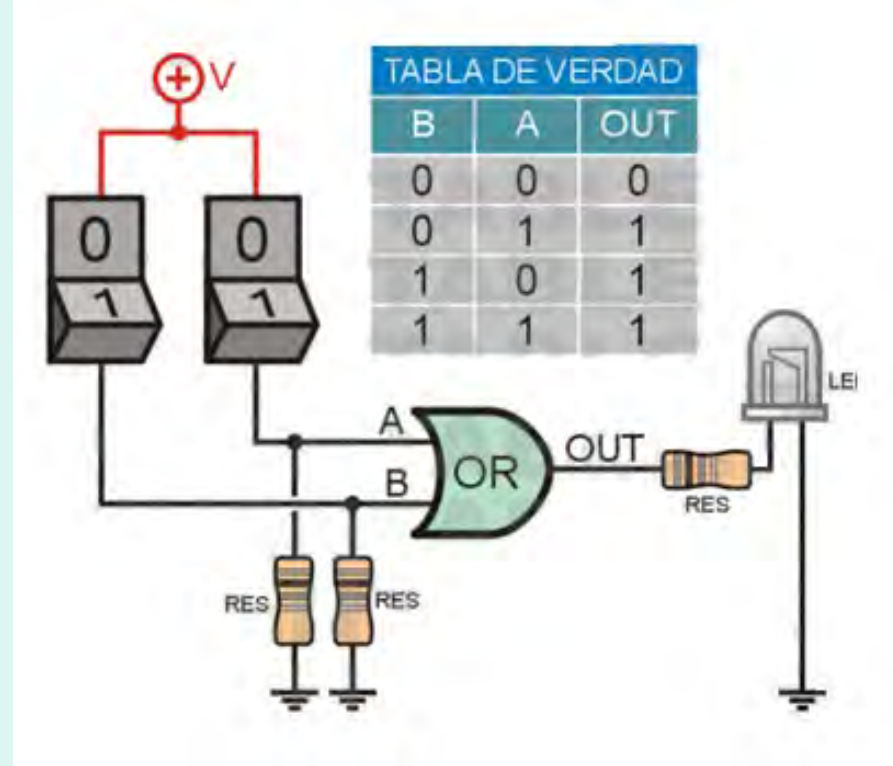 V
TABLA DE VERDAD
B A OUT
0 0 0
0 1 1
1 0 1
1 1 1
0 0
1 1
LE
A
B
OR
OUT
RES
RES RES